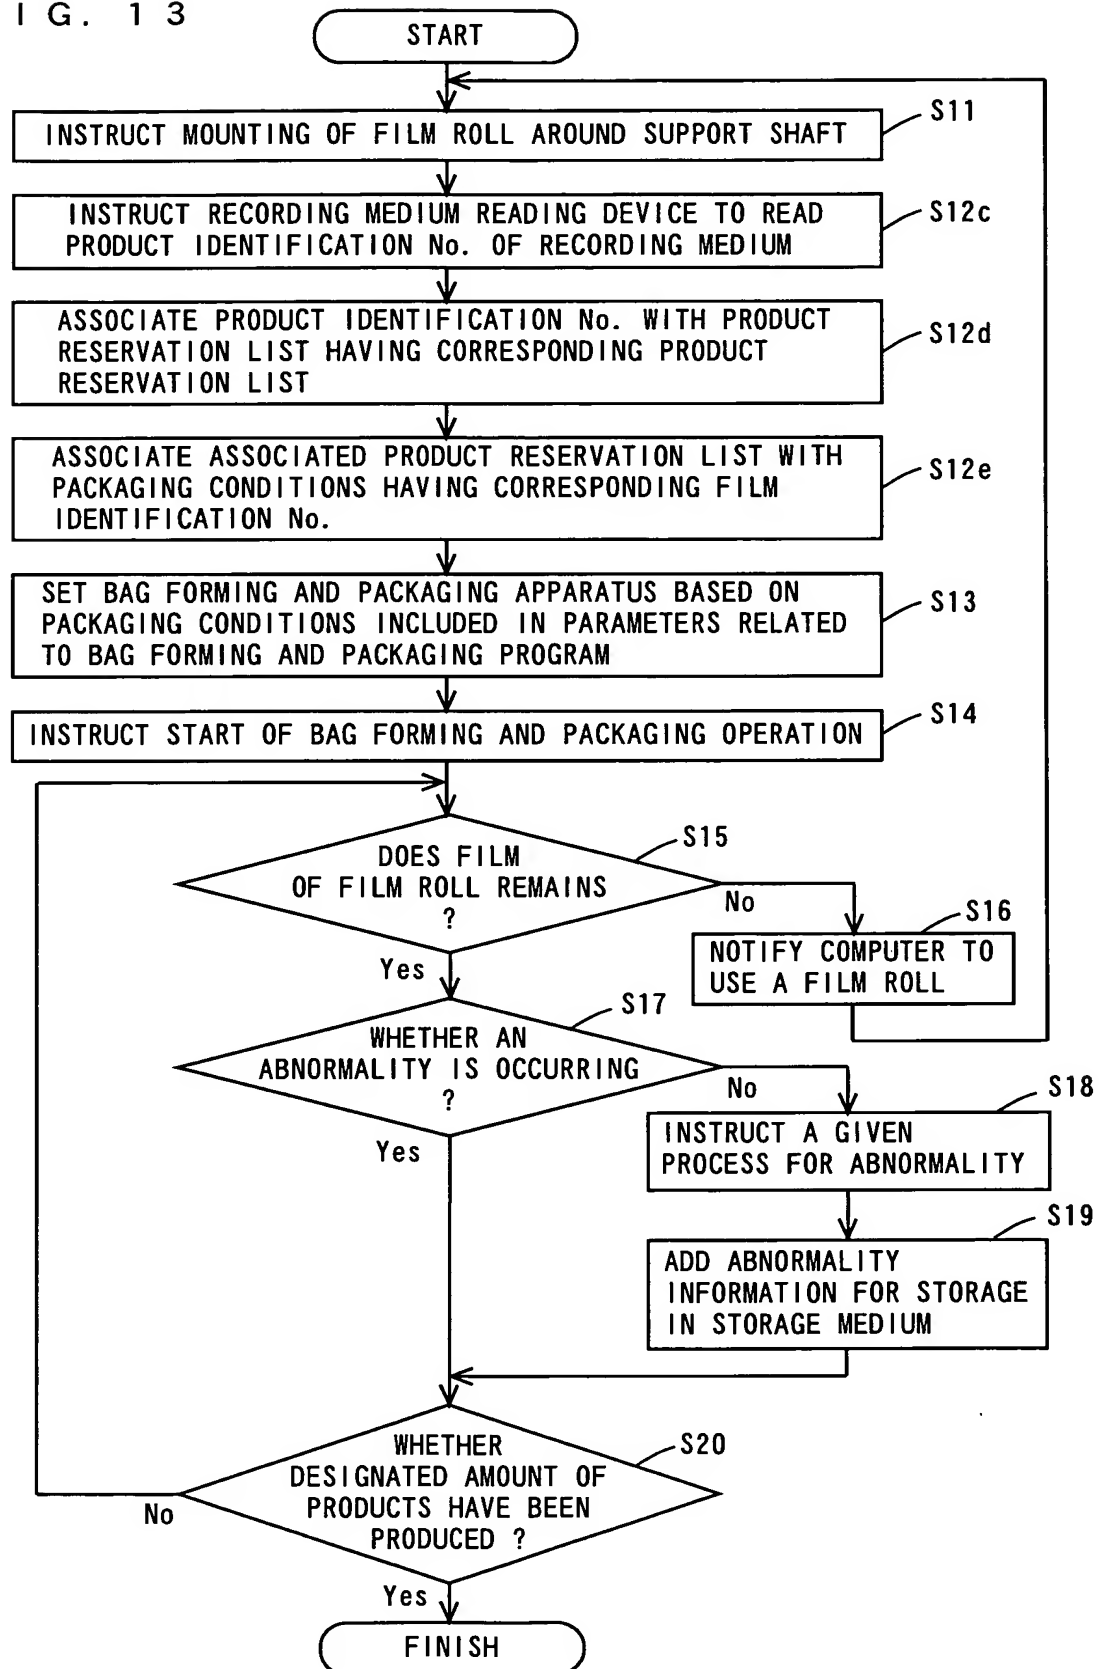 IG. 13
START
INSTRUCT MOUNTING OF FILM ROLL AROUND SUPPORT SHAFT
S11
INSTRUCT RECORDING MEDIUM READING DEVICE TO READ
PRODUCT IDENTIFICATION No. OF RECORDING MEDIUM
S12c
ASSOCIATE PRODUCT IDENTIFICATION No. WITH PRODUCT
RESERVATION LIST HAVING CORRESPONDING PRODUCT
RESERVATION LIST
S12d
ASSOCIATE ASSOCIATED PRODUCT RESERVATION LIST WITH
PACKAGING CONDITIONS HAVING CORRESPONDING FILM
IDENTIFICATION No.
S12e
SET BAG FORMING AND PACKAGING APPARATUS BASED ON
PACKAGING CONDITIONS INCLUDED IN PARAMETERS RELATED
TO BAG FORMING AND PACKAGING PROGRAM
S13
INSTRUCT START OF BAG FORMING AND PACKAGING OPERATION
S14
DOES FILM
OF FILM ROLL REMAINS
?
S15
No
Yes
S16
NOTIFY COMPUTER TO
USE A FILM ROLL
WHETHER AN
ABNORMALITY IS OCCURRING
?
S17
No
Yes
S18
INSTRUCT A GIVEN
PROCESS FOR ABNORMALITY
S19
ADD ABNORMALITY
INFORMATION FOR STORAGE
IN STORAGE MEDIUM
WHETHER
DESIGNATED AMOUNT OF
PRODUCTS HAVE BEEN
PRODUCED ?
S20
No
Yes
FINISH